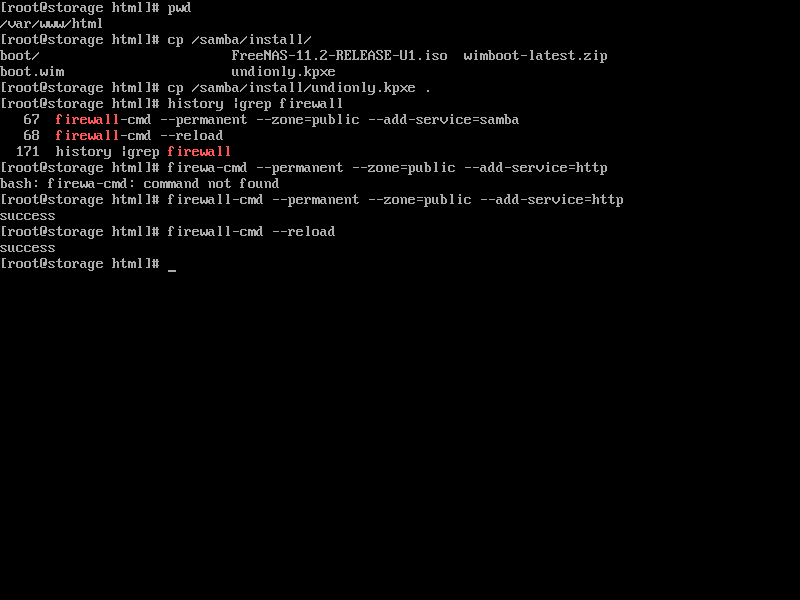 [root@storage html]# pwd
/var/www/html
[root@storage html]# cp /samba/install/
boot/                        FreeNAS-11.2-RELEASE-U1.iso  wimboot-latest.zip
boot.wim                     undionly.kpxe
[root@storage html]# cp /samba/install/undionly.kpxe .
[root@storage html]# history |grep firewall
   67  firewall-cmd --permanent --zone=public --add-service=samba
   68  firewall-cmd --reload
  171  history |grep firewall
[root@storage html]# firewa-cmd --permanent --zone=public --add-service=http
bash: firewa-cmd: command not found
[root@storage html]# firewall-cmd --permanent --zone=public --add-service=http
success
[root@storage html]# firewall-cmd --reload
success
[root@storage html]# _